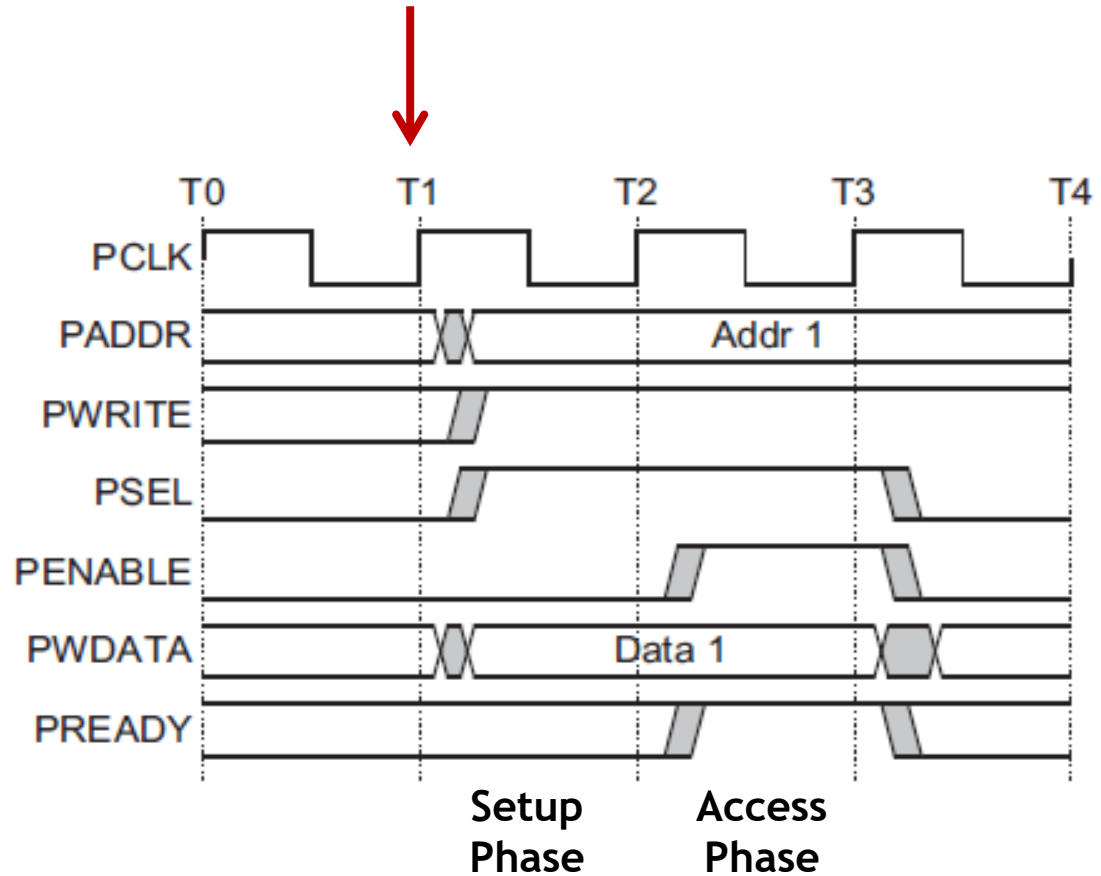 T0 T1 T2 T3 T4
PCLK
PADDR Addr 1
PWRITE
PSEL
PENABLE
PWDATA Data 1
PREADY
Setup Access
Phase Phase